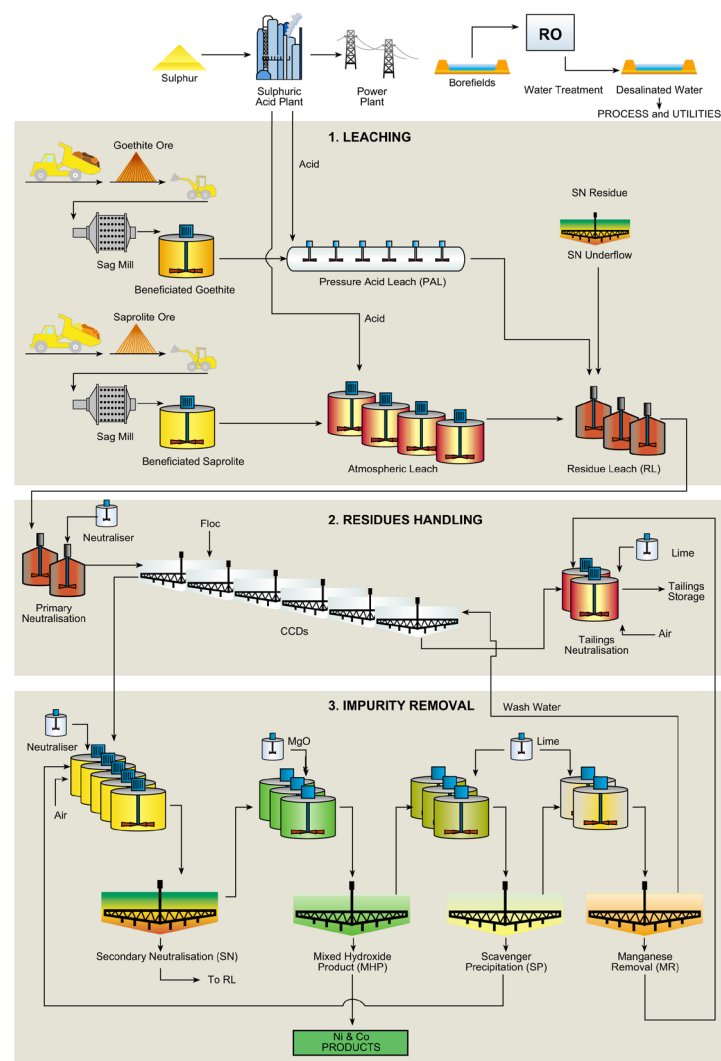 Sulphur
Sulphuric
Acid Plant
Power
Plant
Borefields
RO
Water Treatment
Desalinated Water
PROCESS and UTILITIES
1. LEACHING
Goethite Ore
Acid
SN Residue
Sag Mill
SN Underflow
Beneficiated Goethite
Pressure Acid Leach (PAL)
Saprolite Ore
Acid
Sag Mill
Beneficiated Saprolite
Atmospheric Leach
Residue Leach (RL)
2. RESIDUES HANDLING
Neutraliser
Floc
Lime
Tailings
Storage
Primary
Neutralisation
CCDs
Air
Tailings
Neutralisation
3. IMPURITY REMOVAL
Wash Water
Neutraliser
MgO
Lime
Air
Secondary Neutralisation (SN)
Mixed Hydroxide
Product (MHP)
Scavenger
Precipitation (SP)
Manganese
Removal (MR)
To RL
Ni & Co
PRODUCTS